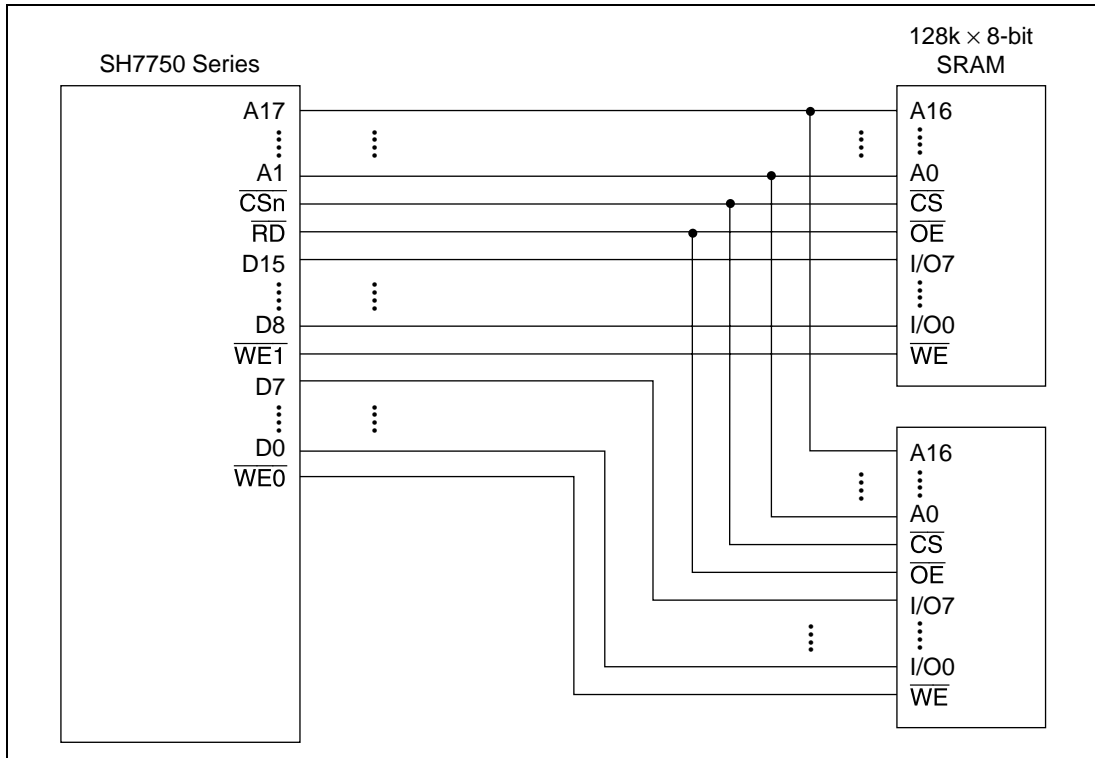 SH7750 Series
A17
A1
CSn
RD
D15
D8
WE1
D7
D0
WE0
128k × 8-bit
SRAM
A16
A0
CS
OE
I/O7
I/O0
WE
A16
A0
CS
OE
I/O7
I/O0
WE